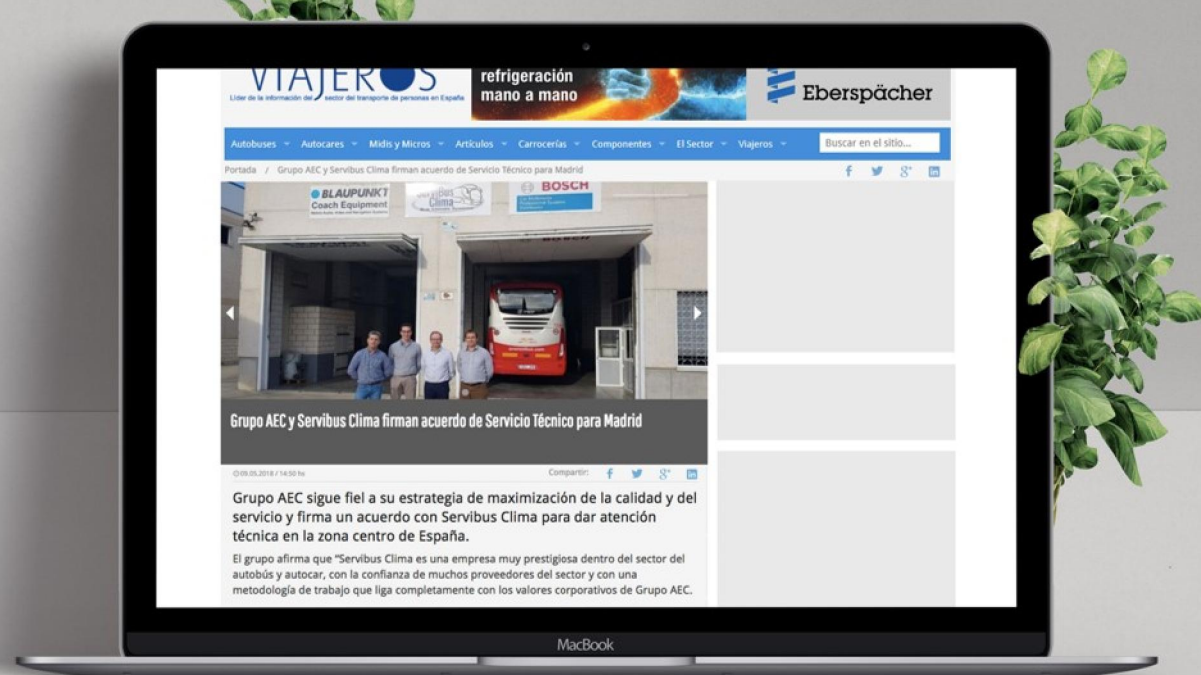 VIAJEROS
Líder de la información del sector del transporte de personas en España
refrigeración
mano a mano
Eberspächer
Autobuses Autocares Midis y Micros Artículos Carrocerías Componentes El Sector Viajeros Buscar en el sitio...
Portada / Grupo AEC y Servibus Clima firman acuerdo de Servicio Técnico para Madrid
BLAUPUNKT
Coach Equipment
Bus
Clima
BOSCH
BOSCH
Grupo AEC y Servibus Clima firman acuerdo de Servicio Técnico para Madrid
09.05.2018 / 14:50 hs
Compartir:
Grupo AEC sigue fiel a su estrategia de maximización de la calidad y del
servicio y firma un acuerdo con Servibus Clima para dar atención
técnica en la zona centro de España.
El grupo afirma que "Servibus Clima es una empresa muy prestigiosa dentro del sector del
autobús y autocar, con la confianza de muchos proveedores del sector y con una
metodología de trabajo que liga completamente con los valores corporativos de Grupo AEC.
MacBook